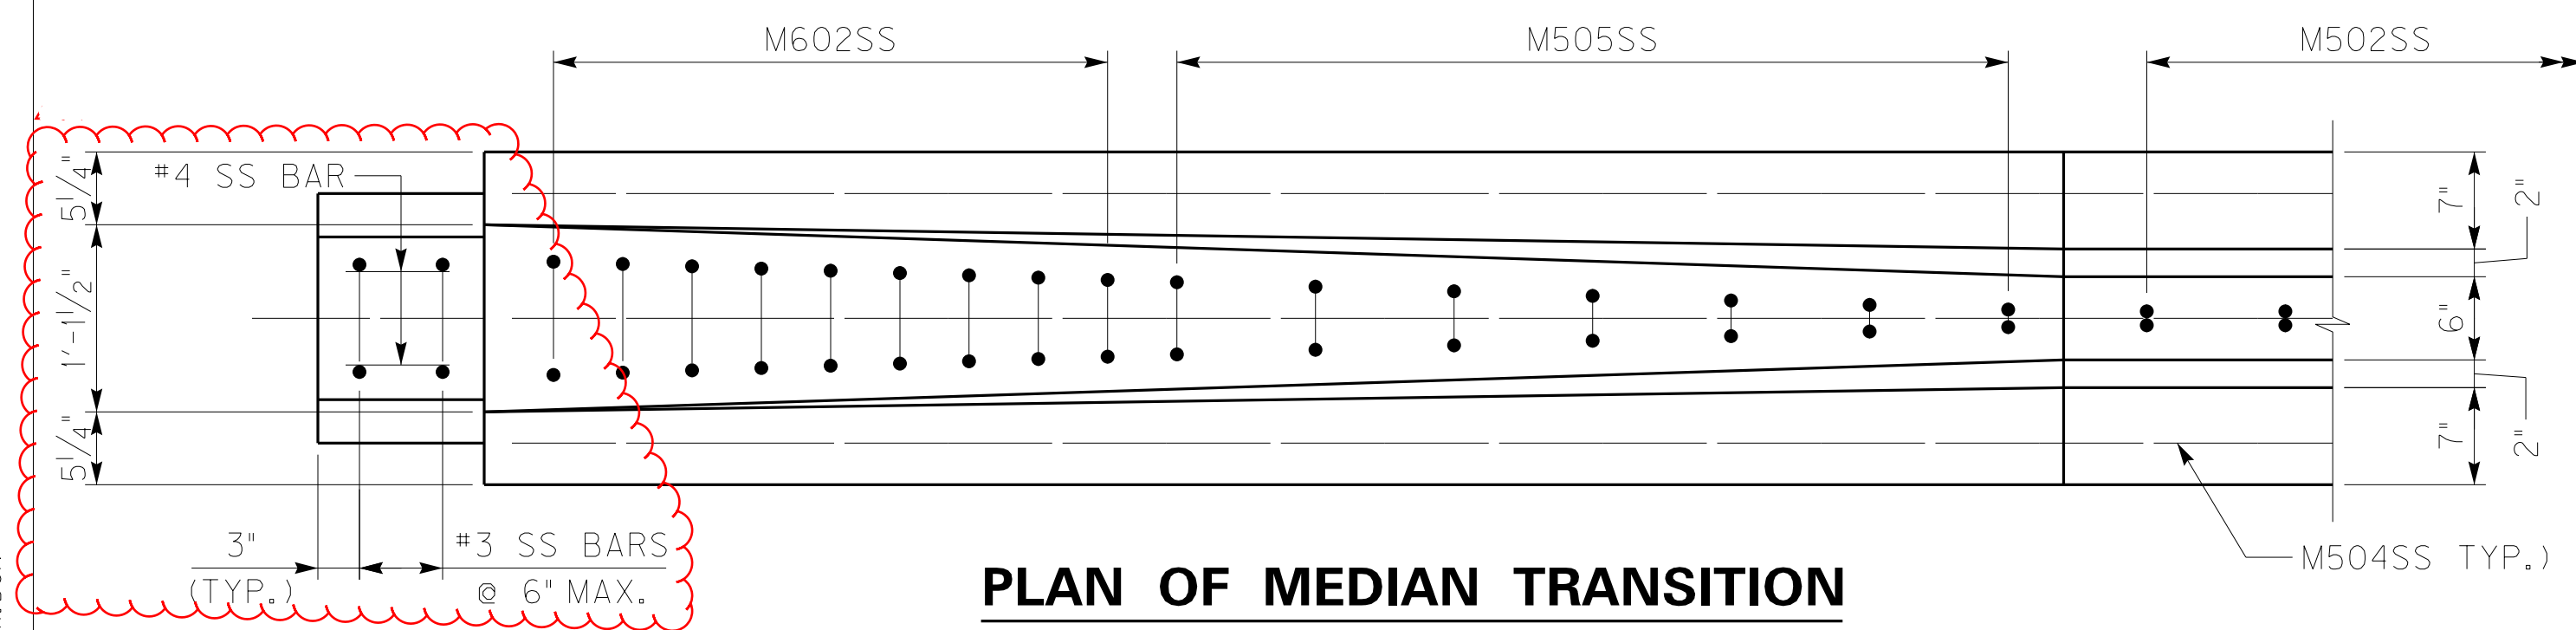 M602SS
M505SS
M502SS
#4 SS BAR
5 1/4"
1'-1 1/2"
5 1/4"
7"
2"
6"
2"
7"
3"
(TYP.)
#3 SS BARS
@ 6" MAX.
M504SS TYP.)
PLAN OF MEDIAN TRANSITION